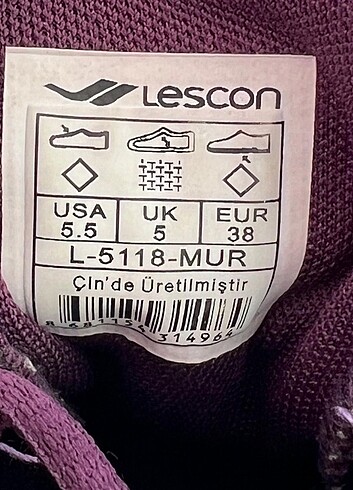 Lescon
USA UK EUR
5.5 5 38
L-5118-MUR
Çin'de Üretilmiştir